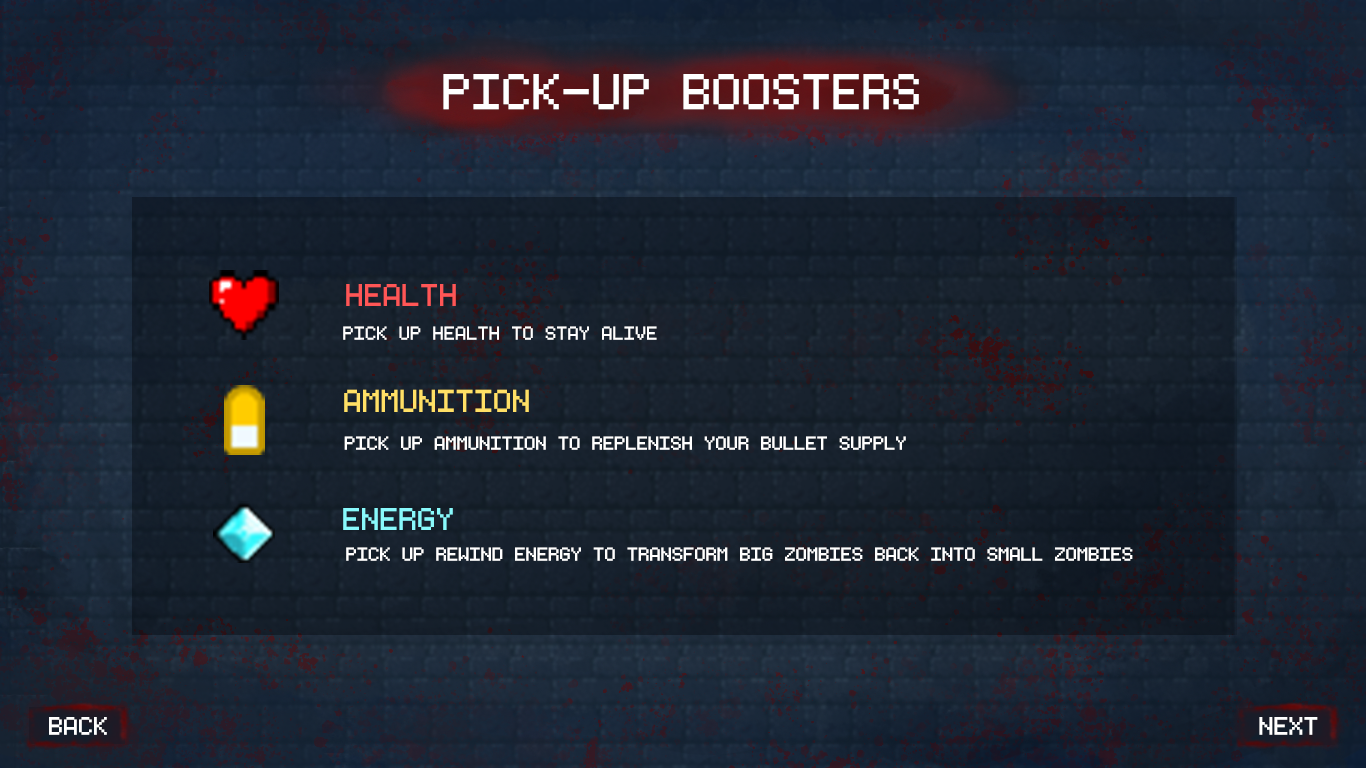 PICK-UP BOOSTERS
HEALTH
PICK UP HEALTH TO STAY ALIVE
AMMUNITION
PICK UP AMMUNITION TO REPLENISH YOUR BULLET SUPPLY
ENERGY
PICK UP REWIND ENERGY TO TRANSFORM BIG ZOMBIES BACK INTO SMALL ZOMBIES
BACK
NEXT